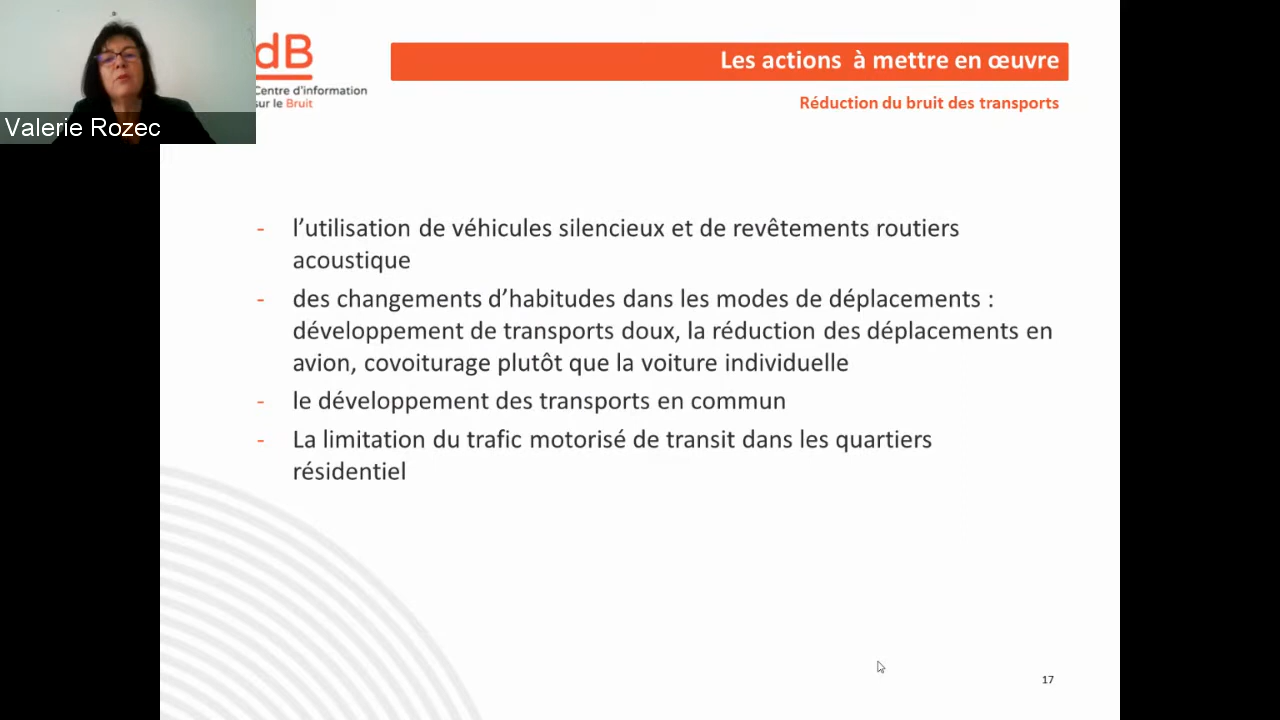 dB
Centre d'information
sur le Bruit
Valerie Rozec
Les actions à mettre en œuvre
Réduction du bruit des transports
- l'utilisation de véhicules silencieux et de revêtements routiers
acoustique
- des changements d'habitudes dans les modes de déplacements :
développement de transports doux, la réduction des déplacements en
avion, covoiturage plutôt que la voiture individuelle
- le développement des transports en commun
- La limitation du trafic motorisé de transit dans les quartiers
résidentiel
17